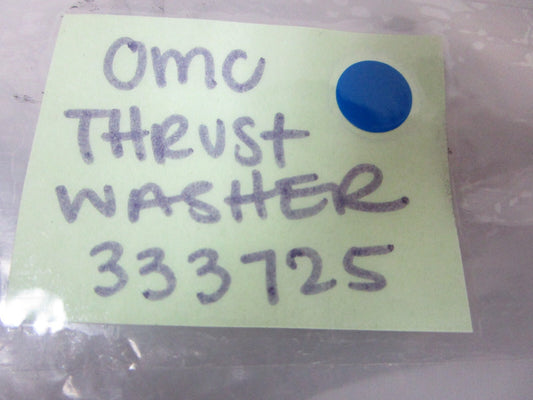 OMC
THRUST
WASHER
333725